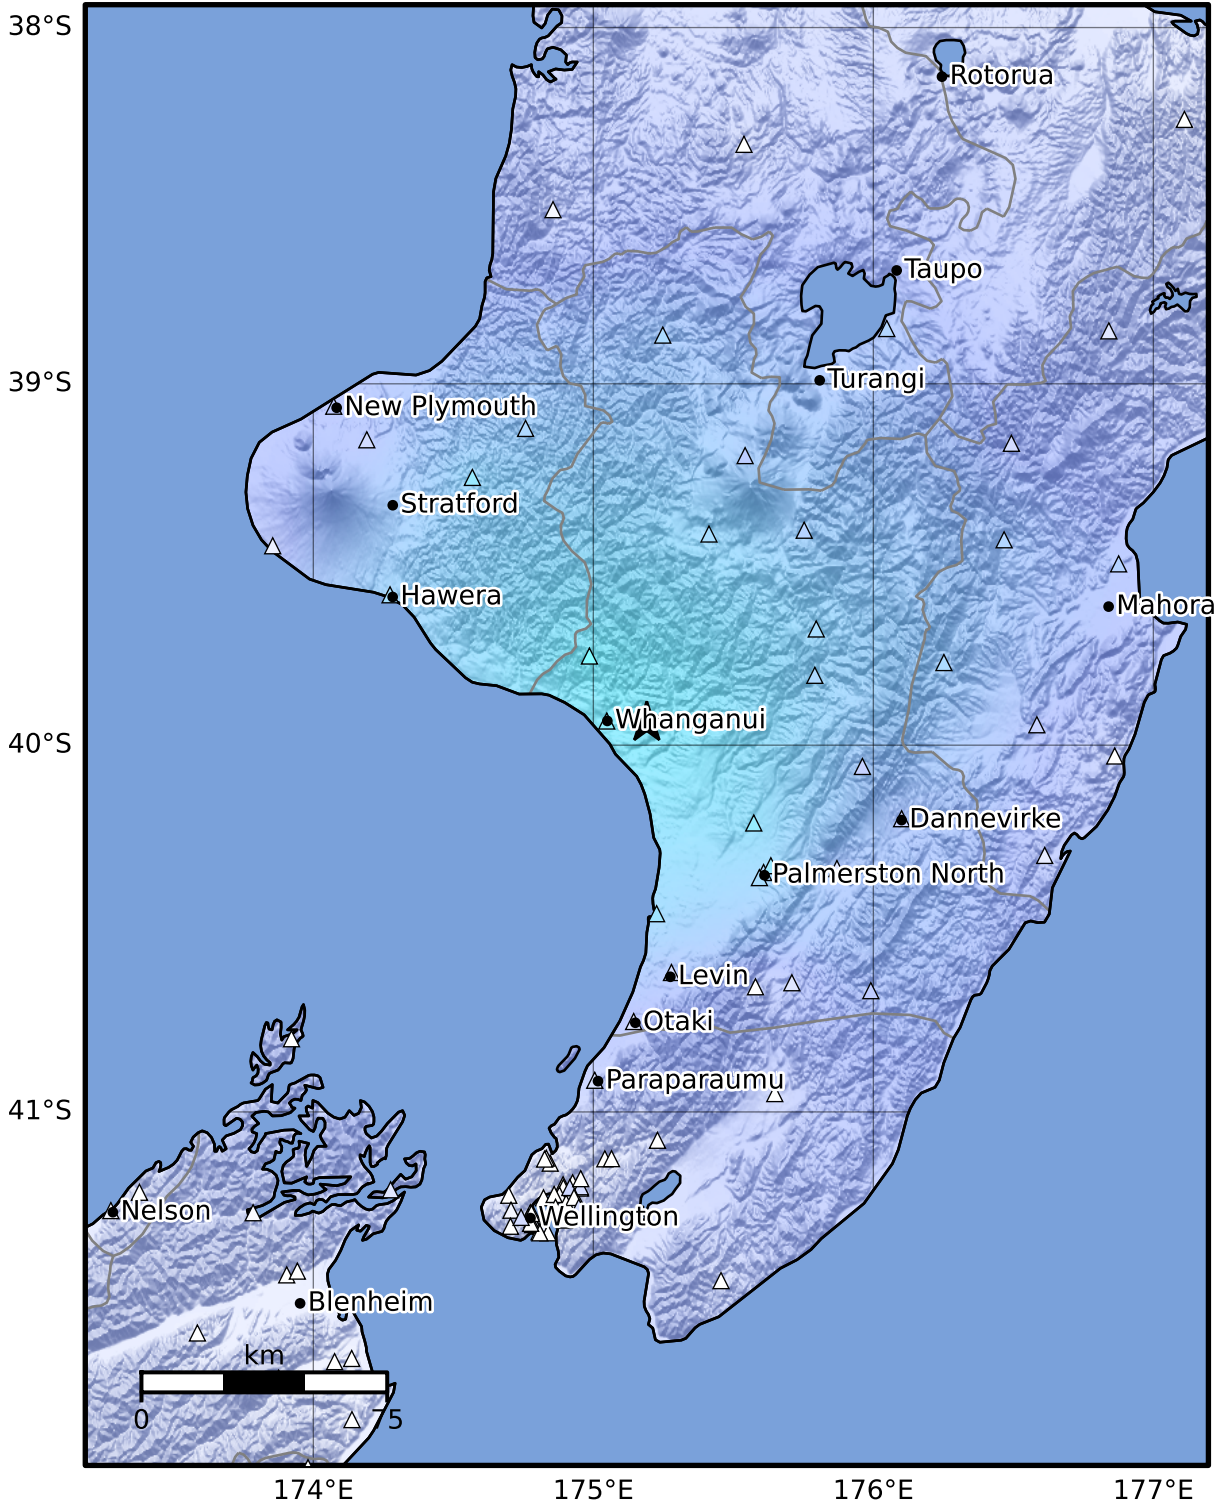 38°S
Rotorua
Taupo
39°S
Turangi
New Plymouth
Stratford
Hawera
Mahora
Whanganui
40°S
Dannevirke
Palmerston North
Levin
Otaki
Paraparaumu
41°S
Nelson
Wellington
Blenheim
km
0
75
174°E
175°E
176°E
177°E